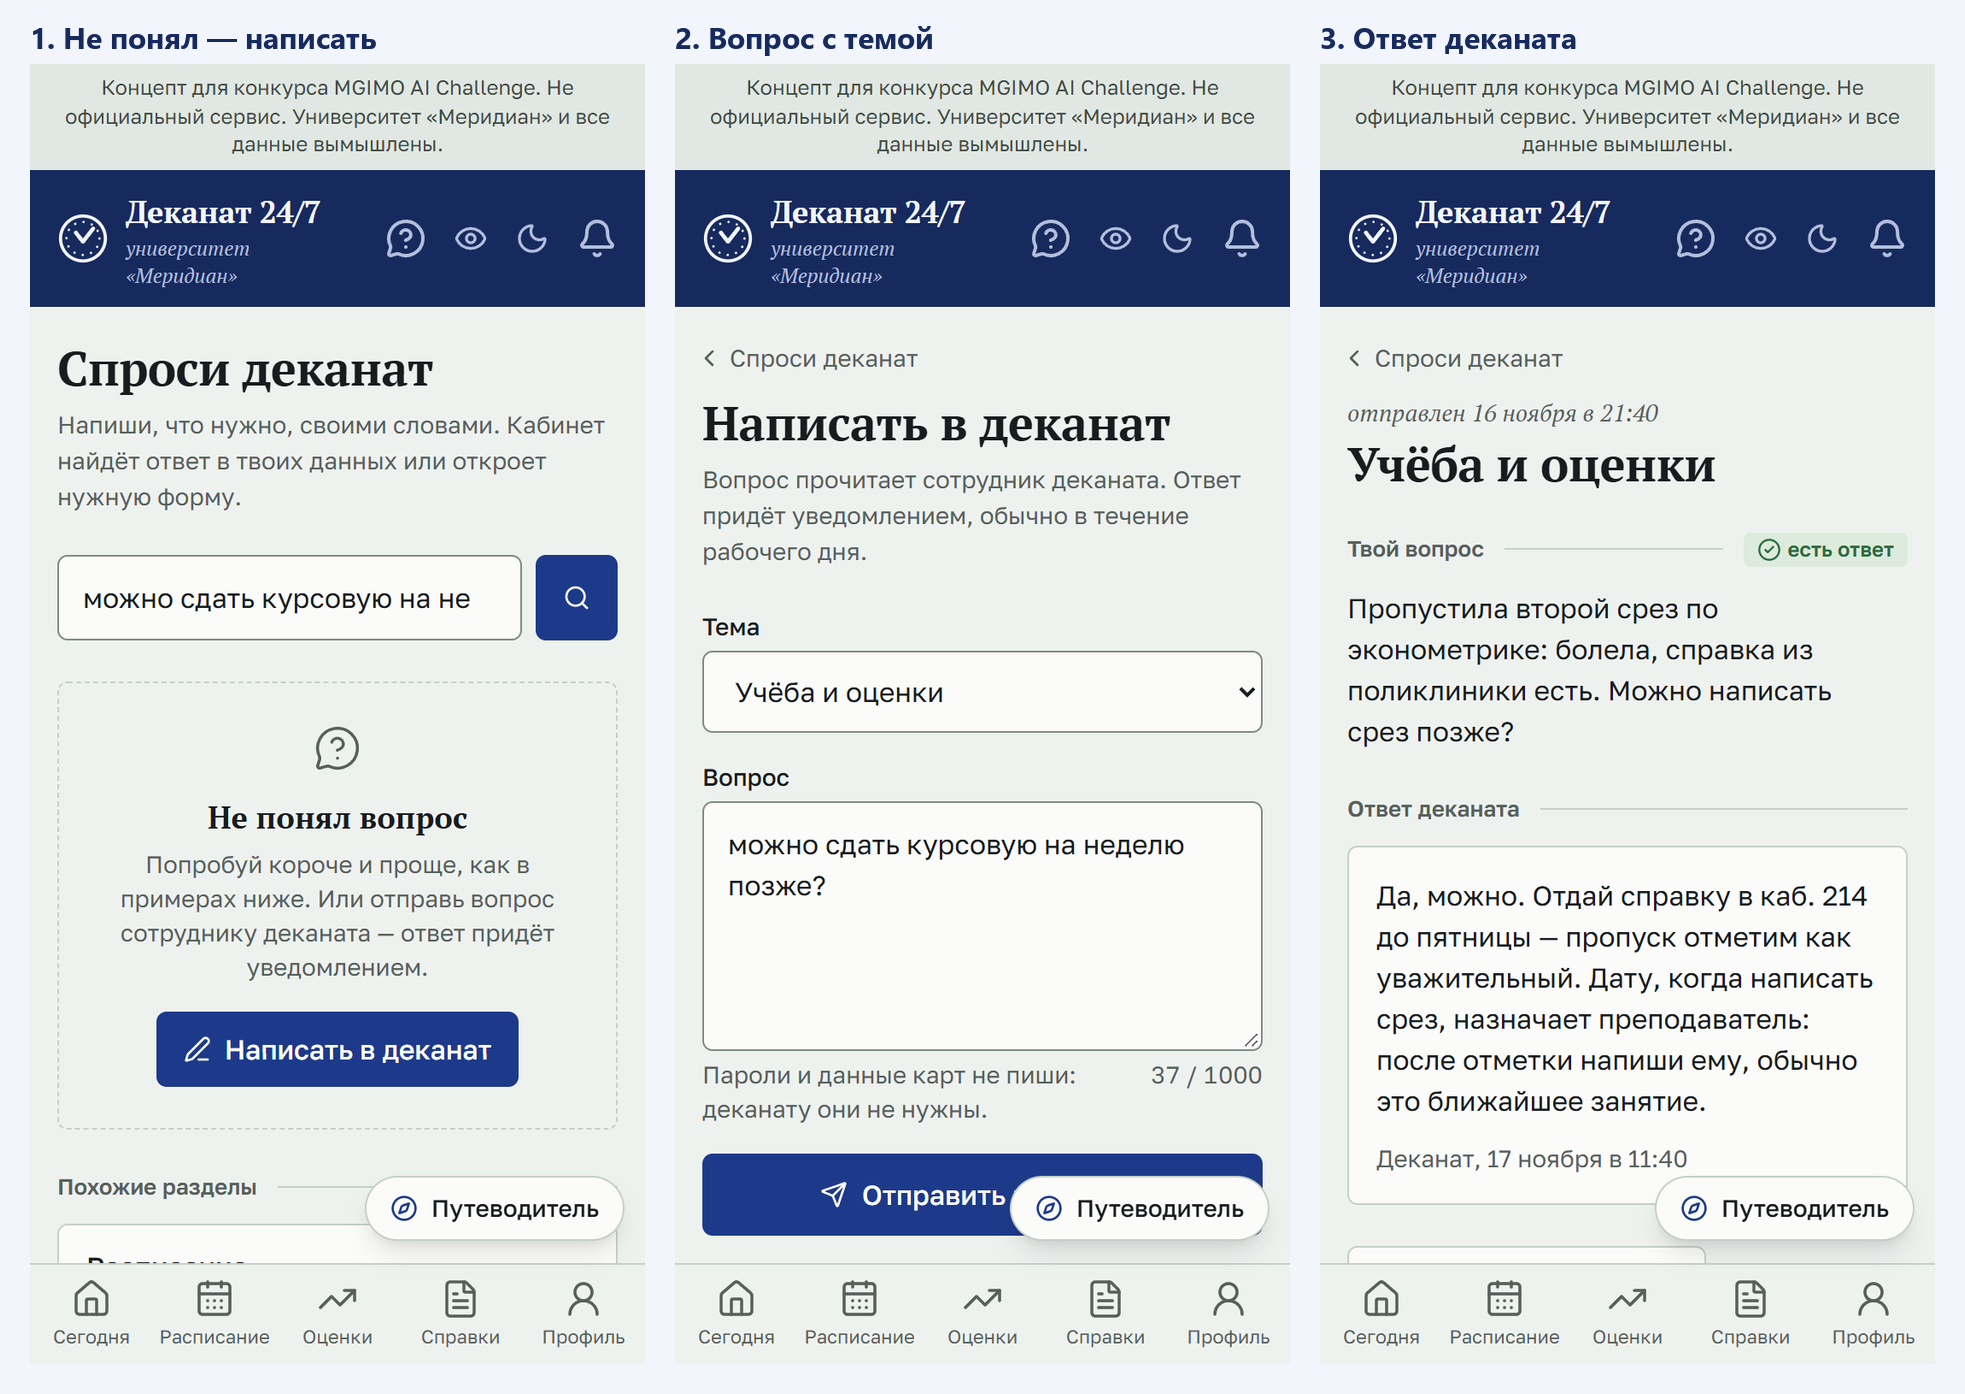 1. Не понял — написать
Концепт для конкурса MGIMO AI Challenge. Не
официальный сервис. Университет «Меридиан» и все
данные вымышлены.
Деканат 24/7
университет
«Меридиан»
Спроси деканат
Напиши, что нужно, своими словами. Кабинет
найдёт ответ в твоих данных или откроет
нужную форму.
можно сдать курсовую на не
Не понял вопрос
Попробуй короче и проще, как в
примерах ниже. Или отправь вопрос
сотруднику деканата — ответ придёт
уведомлением.
Написать в деканат
Похожие разделы
Путеводитель
Сегодня
Расписание
Оценки
Справки
Профиль
2. Вопрос с темой
Концепт для конкурса MGIMO AI Challenge. Не
официальный сервис. Университет «Меридиан» и все
данные вымышлены.
Деканат 24/7
университет
«Меридиан»
Спроси деканат
Написать в деканат
Вопрос прочитает сотрудник деканата. Ответ
придёт уведомлением, обычно в течение
рабочего дня.
Тема
Учёба и оценки
Вопрос
можно сдать курсовую на неделю
позже?
Пароли и данные карт не пиши: 37 / 1000
деканату они не нужны.
Отправить
Путеводитель
Сегодня
Расписание
Оценки
Справки
Профиль
3. Ответ деканата
Концепт для конкурса MGIMO AI Challenge. Не
официальный сервис. Университет «Меридиан» и все
данные вымышлены.
Деканат 24/7
университет
«Меридиан»
Спроси деканат
отправлен 16 ноября в 21:40
Учёба и оценки
Твой вопрос
есть ответ
Пропустила второй срез по
эконометрике: болела, справка из
поликлиники есть. Можно написать
срез позже?
Ответ деканата
Да, можно. Отдай справку в каб. 214
до пятницы — пропуск отметим как
уважительный. Дату, когда написать
срез, назначает преподаватель:
после отметки напиши ему, обычно
это ближайшее занятие.
Деканат, 17 ноября в 11:40
Путеводитель
Сегодня
Расписание
Оценки
Справки
Профиль